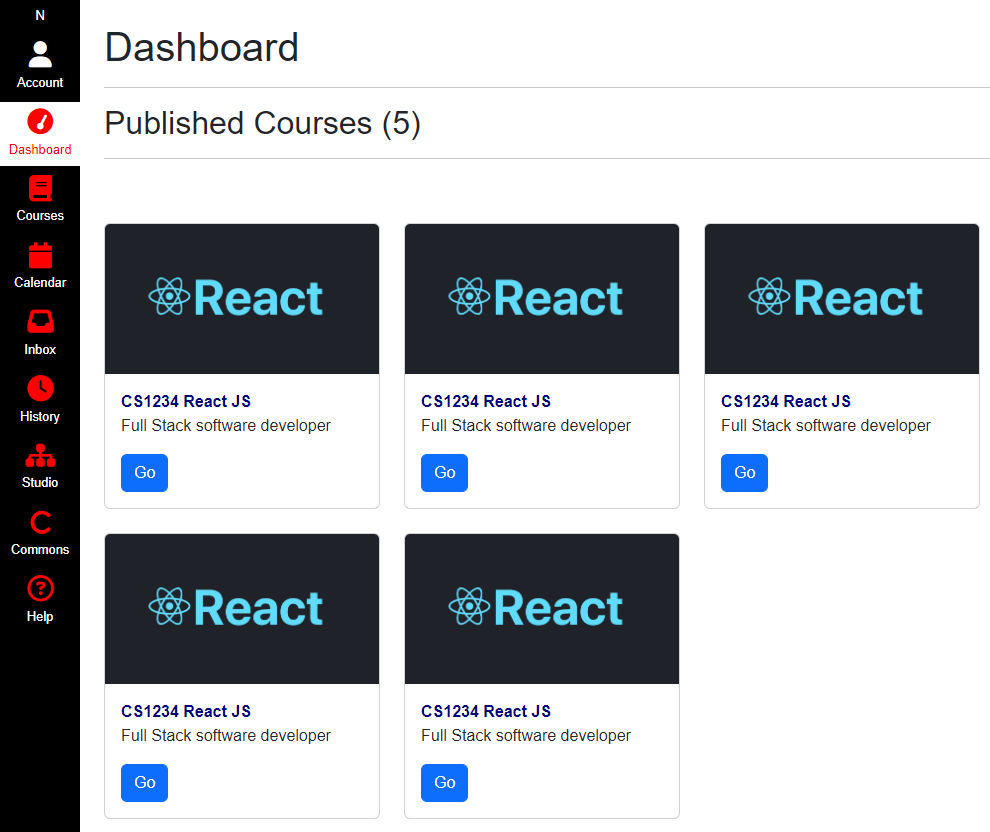 N
Account
Dashboard
Courses
Calendar
Inbox
History
Studio
Commons
Help
Dashboard
Published Courses (5)
React
CS1234 React JS
Full Stack software developer
Go
React
CS1234 React JS
Full Stack software developer
Go
React
CS1234 React JS
Full Stack software developer
Go
React
CS1234 React JS
Full Stack software developer
Go
React
CS1234 React JS
Full Stack software developer
Go